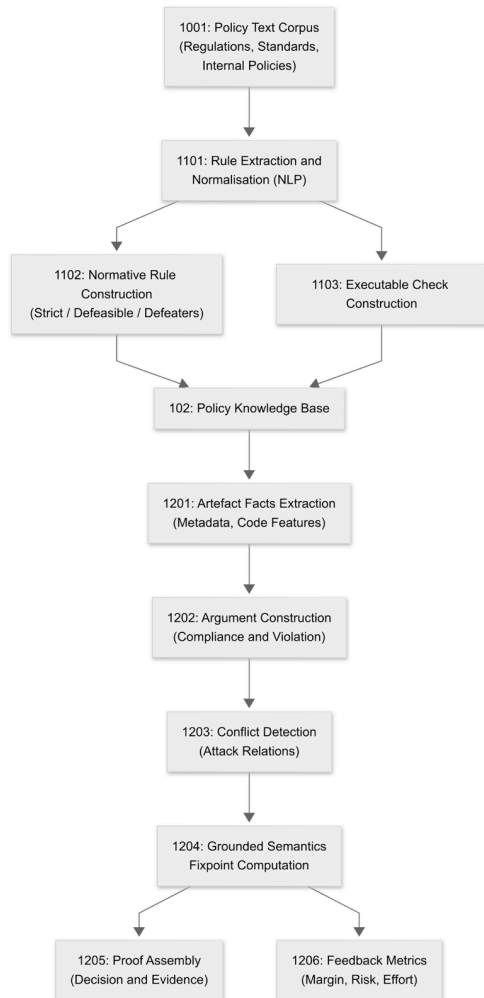 1001: Policy Text Corpus
(Regulations, Standards,
Internal Policies)
1101: Rule Extraction and
Normalisation (NLP)
1102: Normative Rule
Construction
(Strict / Defeasible / Defeaters)
1103: Executable Check
Construction
102: Policy Knowledge Base
1201: Artefact Facts Extraction
(Metadata, Code Features)
1202: Argument Construction
(Compliance and Violation)
1203: Conflict Detection
(Attack Relations)
1204: Grounded Semantics
Fixpoint Computation
1205: Proof Assembly
(Decision and Evidence)
1206: Feedback Metrics
(Margin, Risk, Effort)